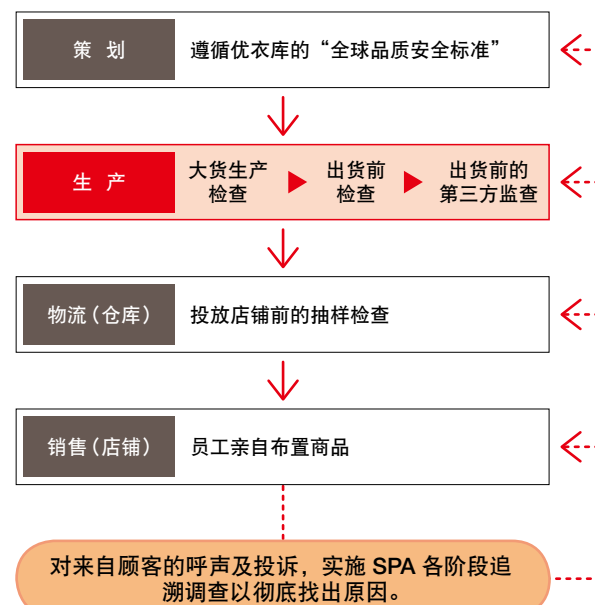 策 划
遵循优衣库的“全球品质安全标准”
生 产
大货生产
检查
出货前
检查
出货前的
第三方监查
物流(仓库)
投放店铺前的抽样检查
销售(店铺)
员工亲自布置商品
对来自顾客的呼声及投诉，实施 SPA 各阶段追
溯调查以彻底找出原因。